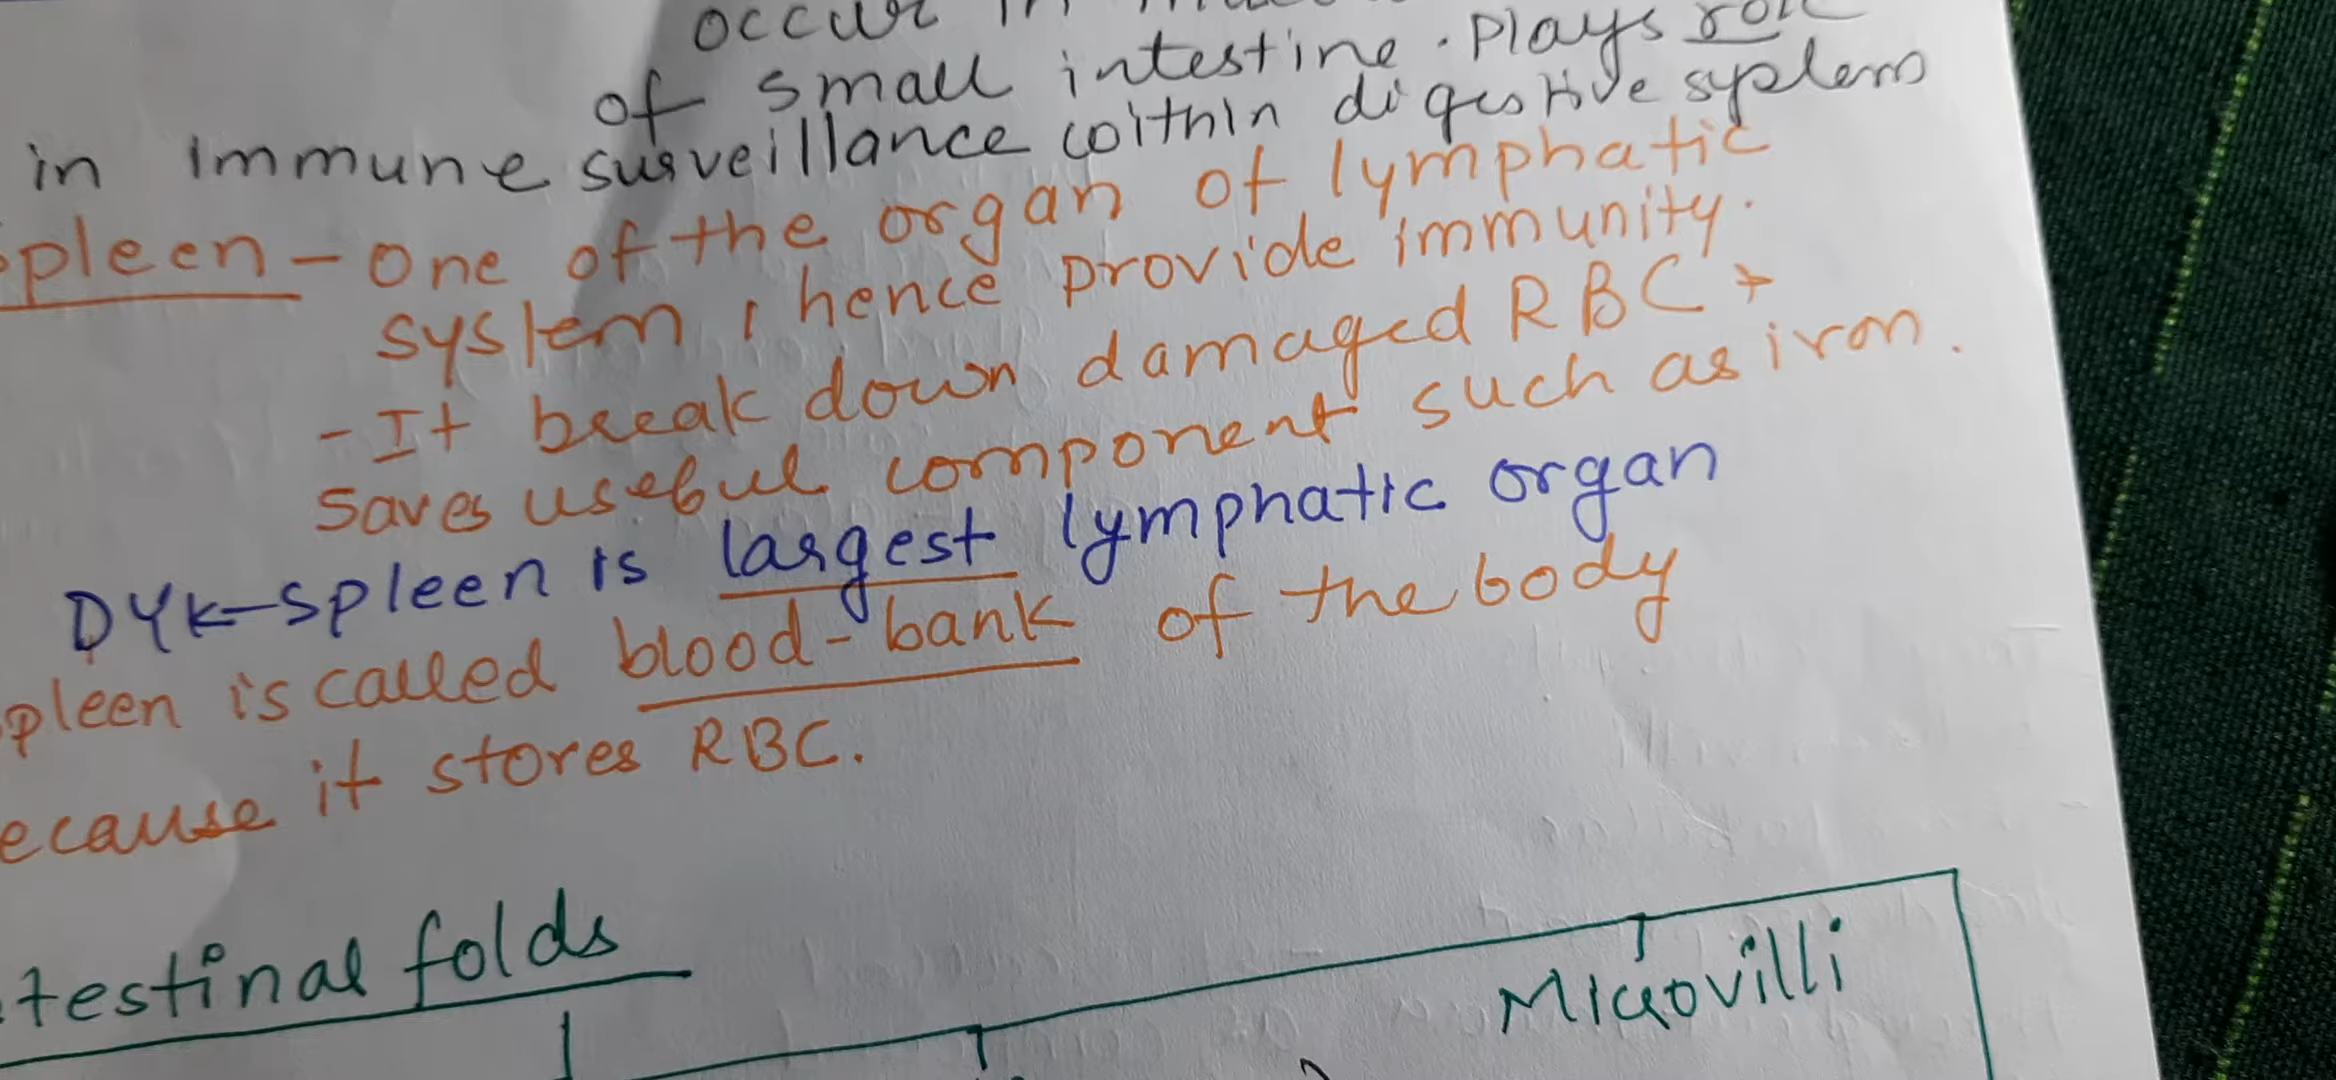 occur in
of small intestine. Plays role
in immune surveillance within digestive system
pleen - one of the organ of lymphatic
system, hence provide immunity.
- It break down damaged RBC +
saves useful component such as iron.
DYK - spleen is largest lymphatic organ
pleen is called blood-bank of the body
ecause it stores RBC.
testinal folds
Microvilli